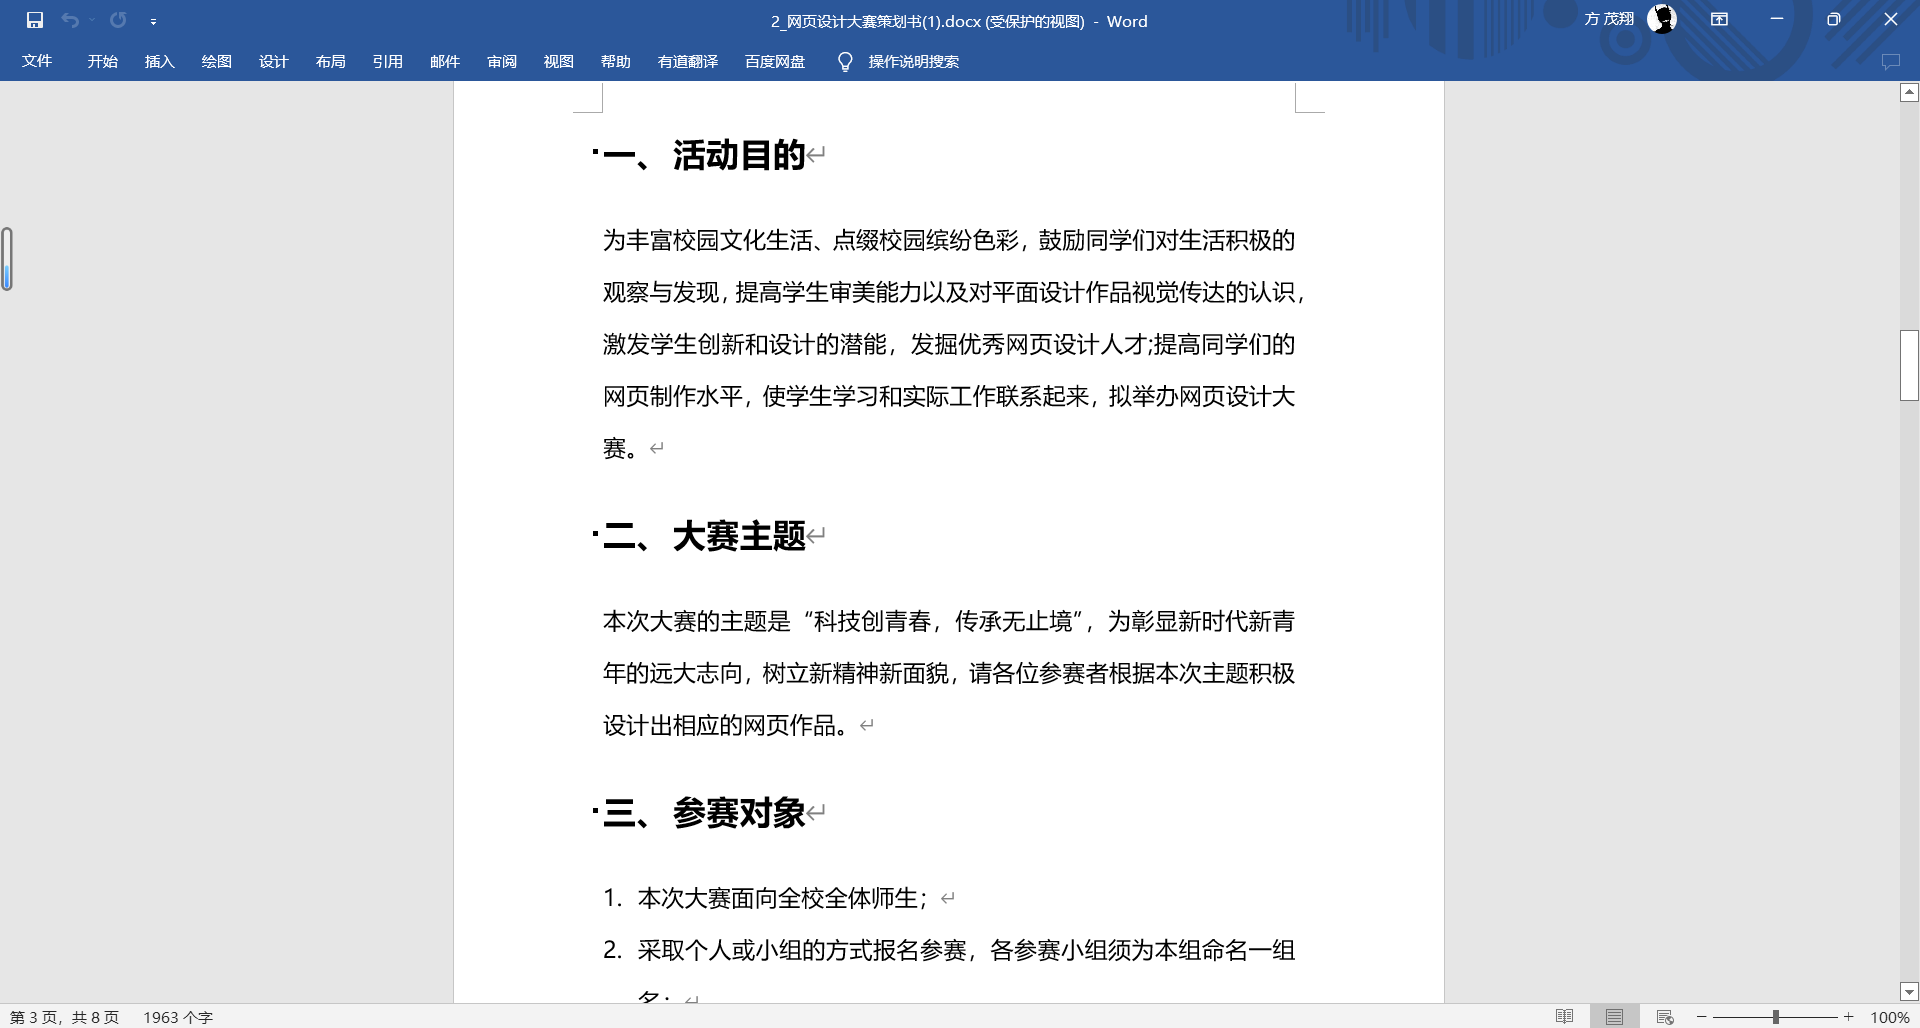 2_网页设计大赛策划书(1).docx (受保护的视图) - Word
方 茂翔
文件 开始 插入 绘图 设计 布局 引用 邮件 审阅 视图 帮助 有道翻译 百度网盘 操作说明搜索
一、 活动目的
为丰富校园文化生活、点缀校园缤纷色彩，鼓励同学们对生活积极的
观察与发现，提高学生审美能力以及对平面设计作品视觉传达的认识，
激发学生创新和设计的潜能，发掘优秀网页设计人才;提高同学们的
网页制作水平，使学生学习和实际工作联系起来，拟举办网页设计大
赛。
二、 大赛主题
本次大赛的主题是“科技创青春，传承无止境”，为彰显新时代新青
年的远大志向，树立新精神新面貌，请各位参赛者根据本次主题积极
设计出相应的网页作品。
三、 参赛对象
1. 本次大赛面向全校全体师生；
2. 采取个人或小组的方式报名参赛，各参赛小组须为本组命名一组
名；
第 3 页，共 8 页 1963 个字
100%